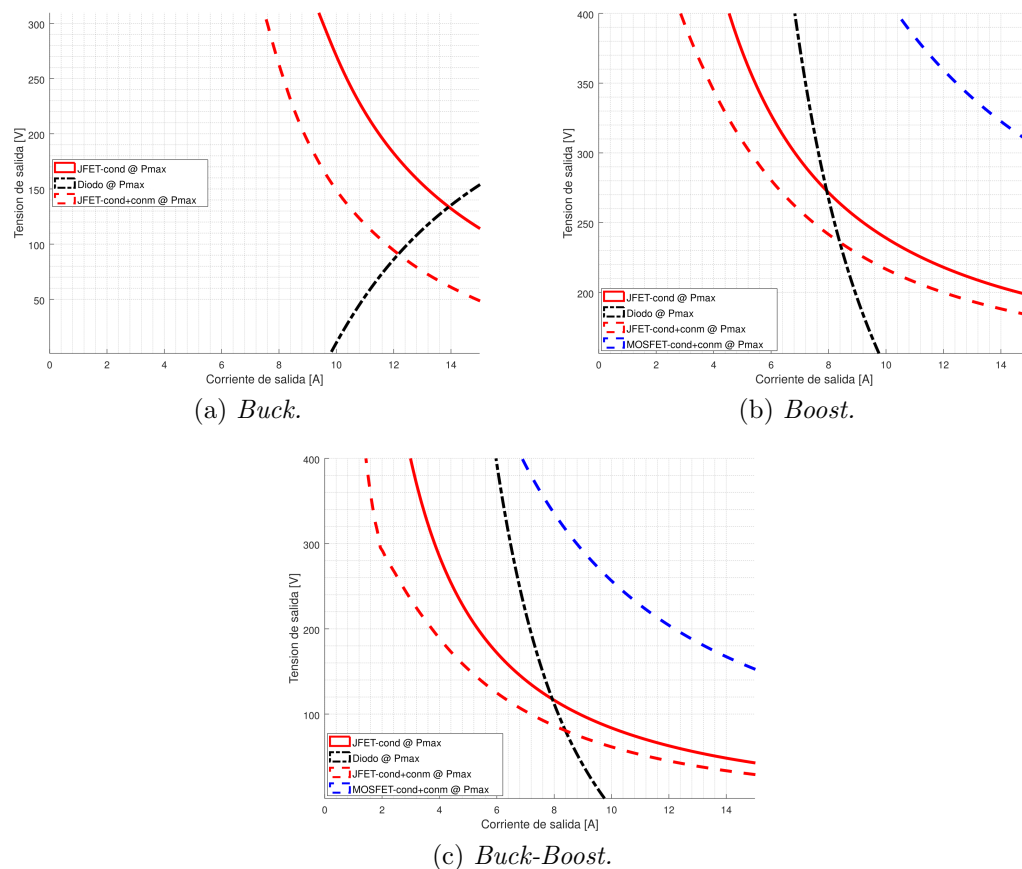 300
250
200
150
100
50
Tension de salida [V]
JFET-cond @ Pmax
Diodo @ Pmax
JFET-cond+conm @ Pmax
0 2 4 6 8 10 12 14
Corriente de salida [A]
(a) Buck.
400
350
300
250
200
Tension de salida [V]
JFET-cond @ Pmax
Diodo @ Pmax
JFET-cond+conm @ Pmax
MOSFET-cond+conm @ Pmax
0 2 4 6 8 10 12 14
Corriente de salida [A]
(b) Boost.
400
300
200
100
Tension de salida [V]
JFET-cond @ Pmax
Diodo @ Pmax
JFET-cond+conm @ Pmax
MOSFET-cond+conm @ Pmax
0 2 4 6 8 10 12 14
Corriente de salida [A]
(c) Buck-Boost.